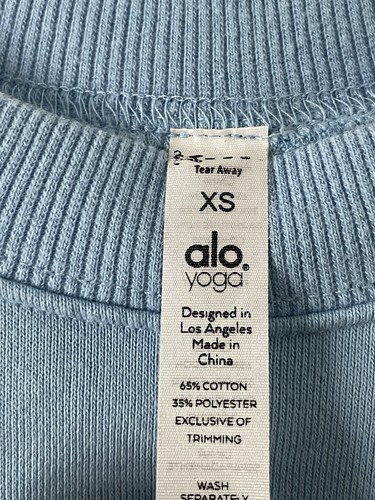 Tear Away
XS
alo®
yoga
Designed in
Los Angeles
Made in
China
65% COTTON
35% POLYESTER
EXCLUSIVE OF
TRIMMING
WASH
SEPARATELY